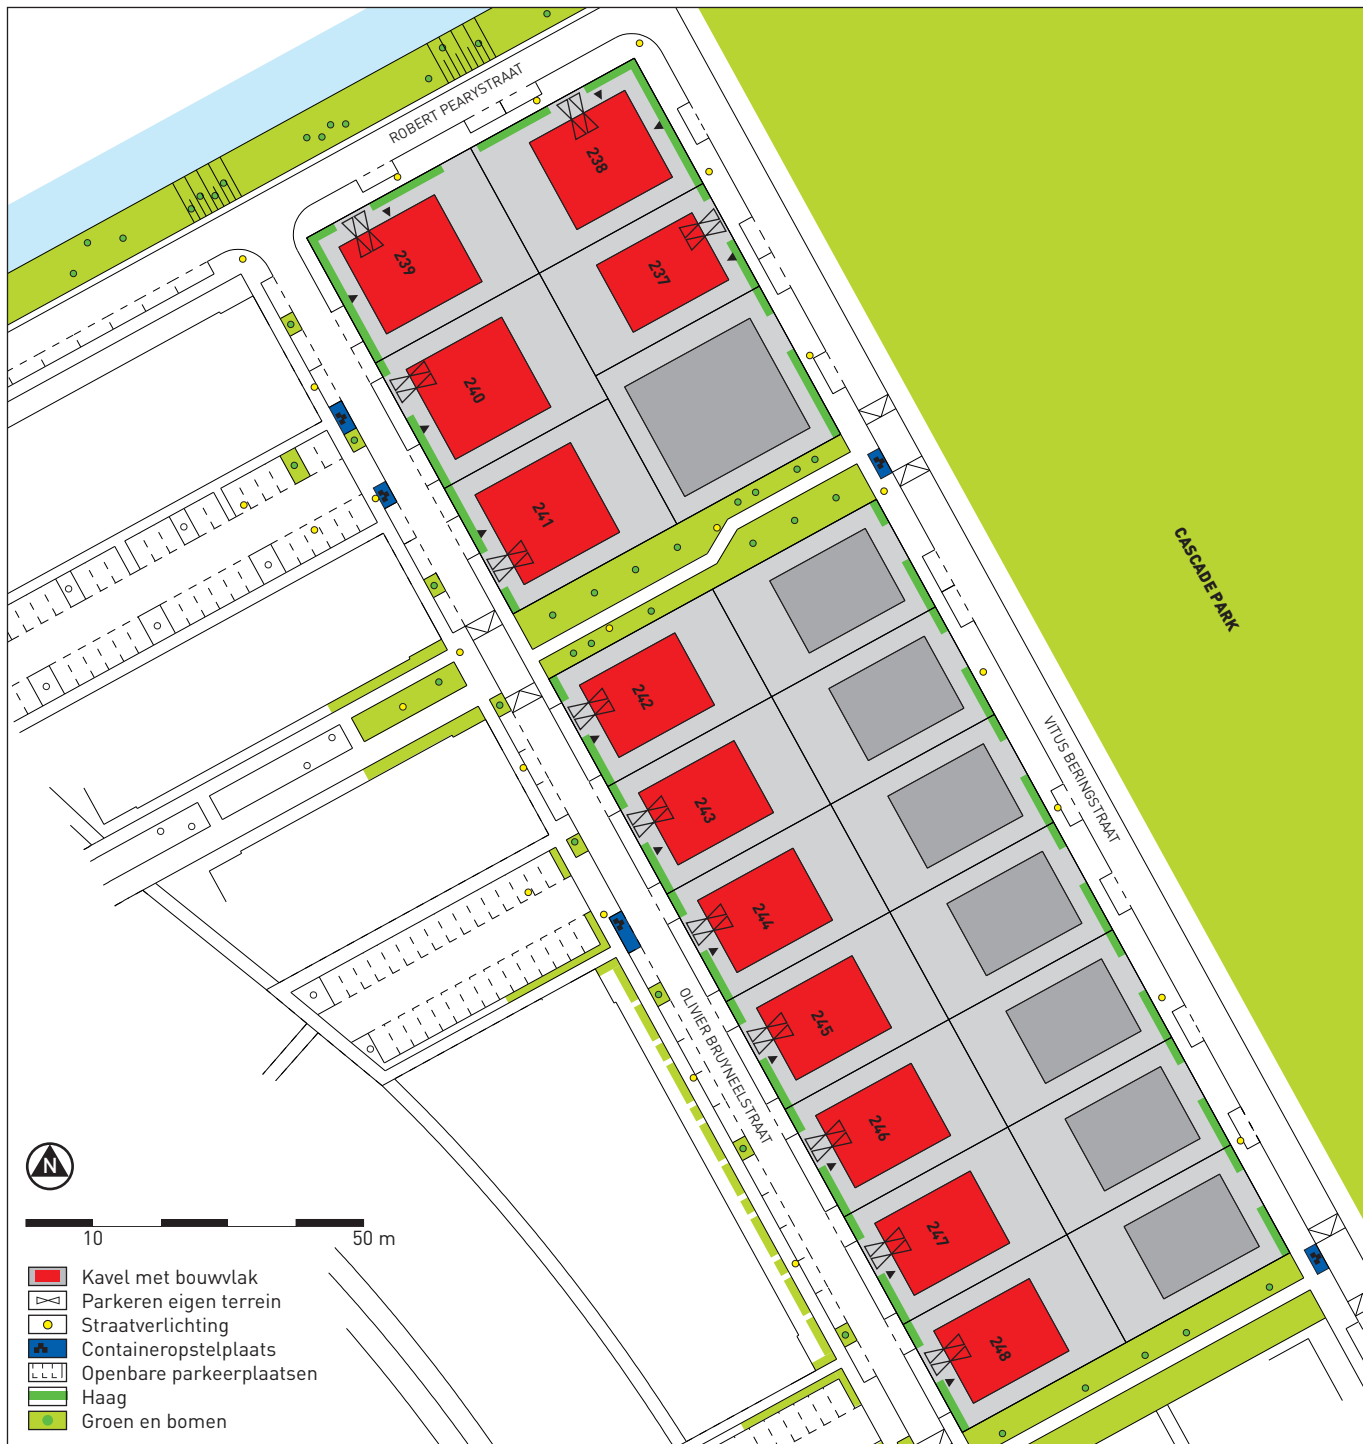 ROBERT PEARYSTRAAT
238
239
237
240
241
CASCADE PARK
242
VITUS BERINGSTRAAT
243
244
OLIVIER BRUYNEELSTRAAT
245
246
N
247
10 50 m
Kavel met bouwvlak
Parkeren eigen terrein
Straatverlichting
248
Containeropstelplaats
Openbare parkeerplaatsen
Haag
Groen en bomen